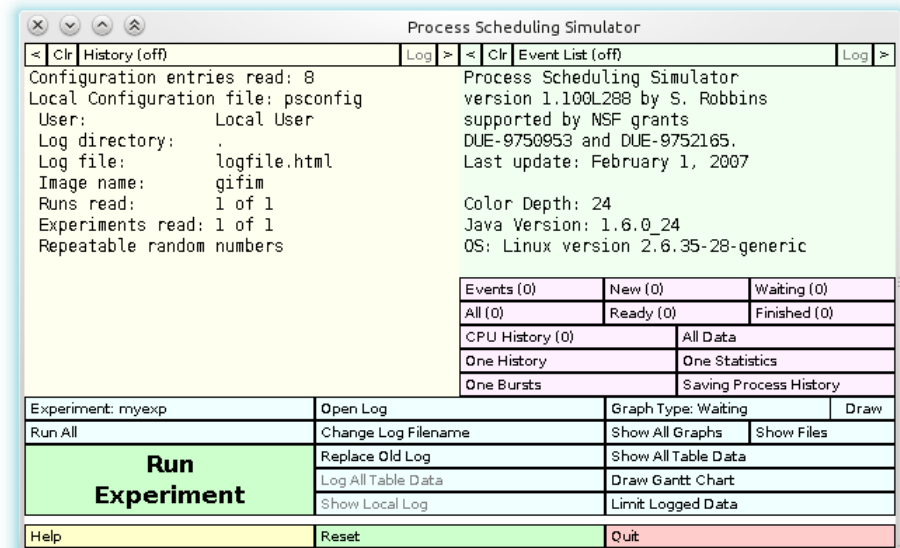 Process Scheduling Simulator
< Clr History (off) Log > < Clr Event List (off) Log >
Configuration entries read: 8
Local Configuration file: psconfig
User: Local User
Log directory: .
Log file: logfile.html
Image name: gifim
Runs read: 1 of 1
Experiments read: 1 of 1
Repeatable random numbers
Process Scheduling Simulator
version 1.100L288 by S. Robbins
supported by NSF grants
DUE-9750953 and DUE-9752165.
Last update: February 1, 2007
Color Depth: 24
Java Version: 1.6.0_24
OS: Linux version 2.6.35-28-generic
Events (0) New (0) Waiting (0)
All (0) Ready (0) Finished (0)
CPU History (0) All Data
One History One Statistics
One Bursts Saving Process History
Experiment: myexp Open Log Graph Type: Waiting Draw
Run All Change Log Filename Show All Graphs Show Files
Run
Experiment
Replace Old Log Show All Table Data
Log All Table Data Draw Gantt Chart
Show Local Log Limit Logged Data
Help Reset Quit